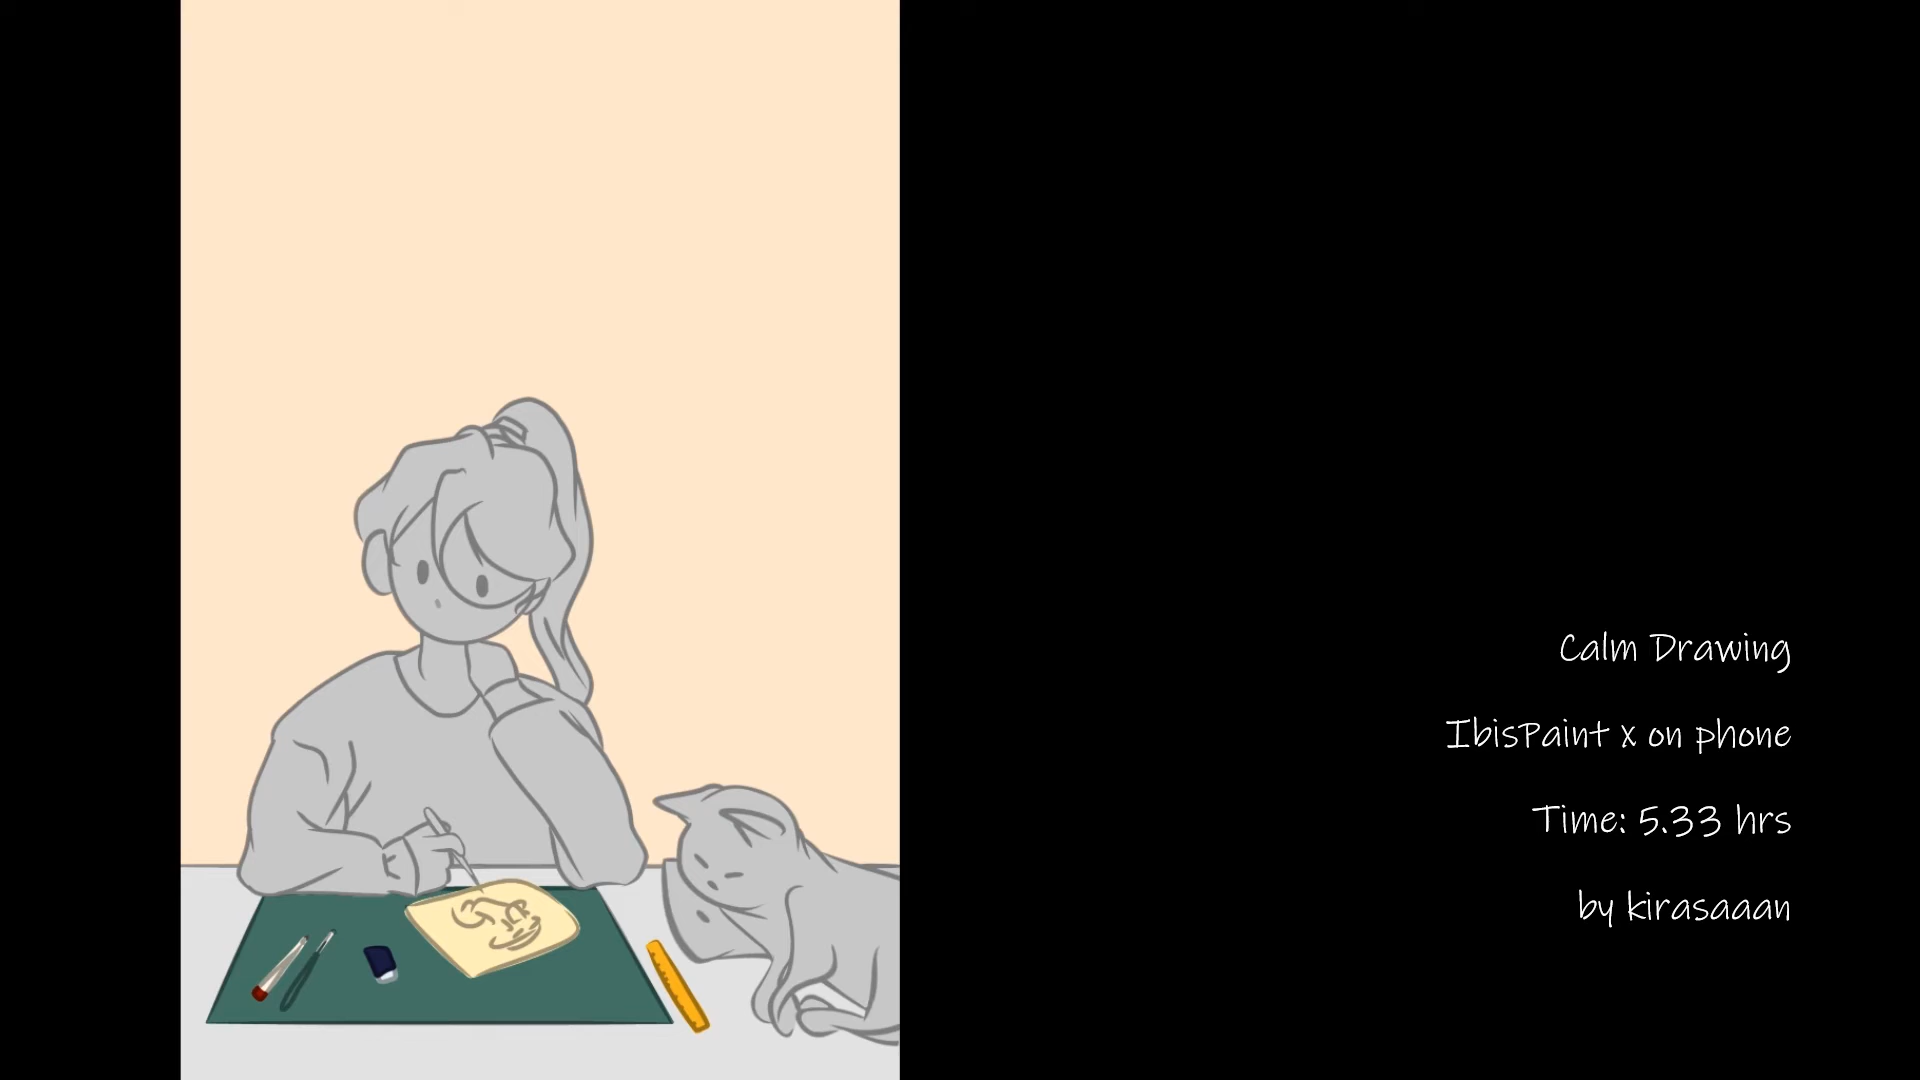 Calm Drawing
IbisPaint x on phone
Time: 5.33 hrs
by kirasaaan